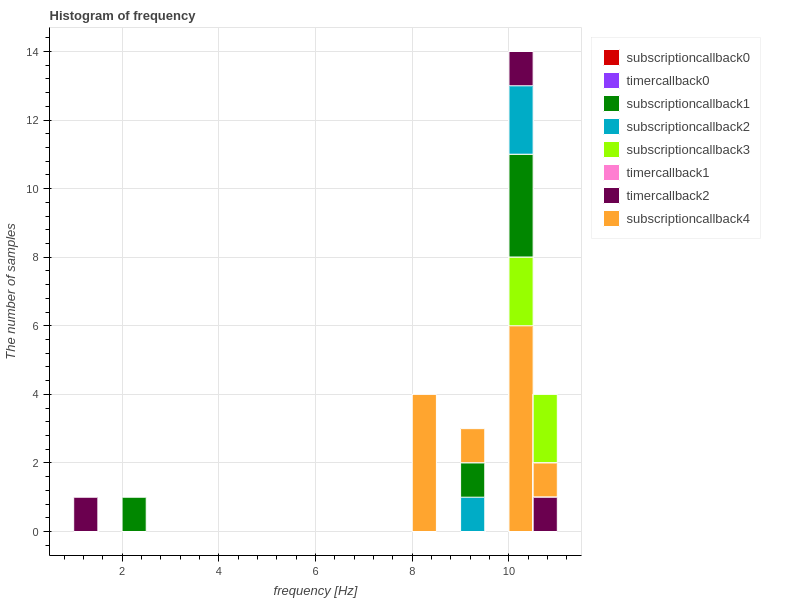 Histogram of frequency
14
12
10
8
6
4
2
0
The number of samples
2
4
6
8
10
frequency [Hz]
subscriptioncallback0
timercallback0
subscriptioncallback1
subscriptioncallback2
subscriptioncallback3
timercallback1
timercallback2
subscriptioncallback4